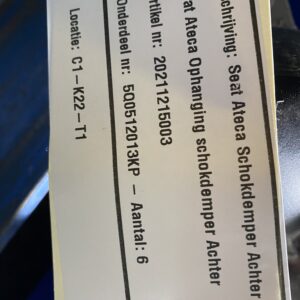 schrijving: Seat Ateca Schokdemper Achter
at Ateca Ophanging schokdemper Achter
rtikel nr: 20211215003
Onderdeel nr: 5Q0512013KP – Aantal: 6
Locatie: C1–K22–T1